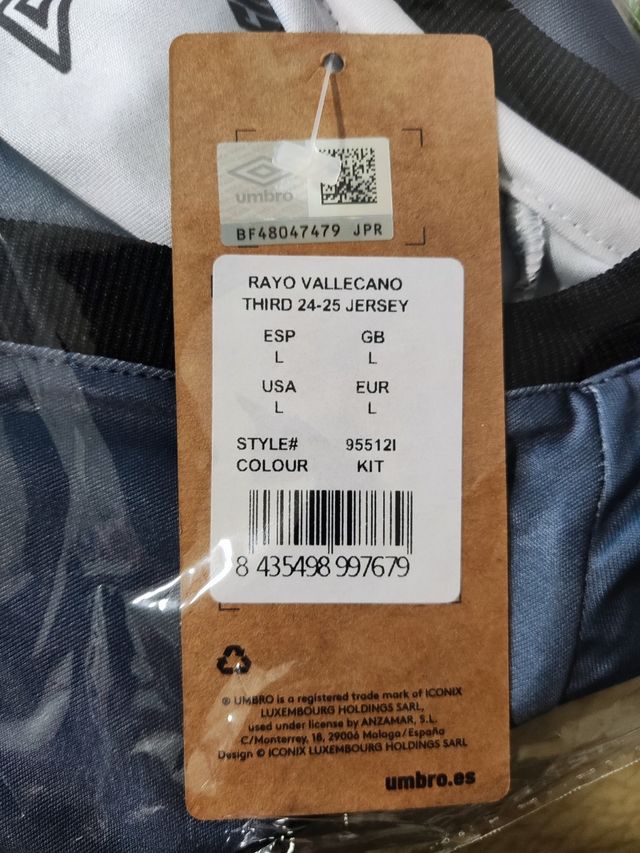 umbro
BF48047479 JPR
RAYO VALLECANO
THIRD 24-25 JERSEY
ESP GB
L L
USA EUR
L L
STYLE# 95512I
COLOUR KIT
8 435498 997679
® UMBRO is a registered trade mark of ICONIX
LUXEMBOURG HOLDINGS SARL,
used under license by ANZAMAR, S.L.
C/Monterrey, 18, 29006 Malaga/España
Design © ICONIX LUXEMBOURG HOLDINGS SARL
umbro.es